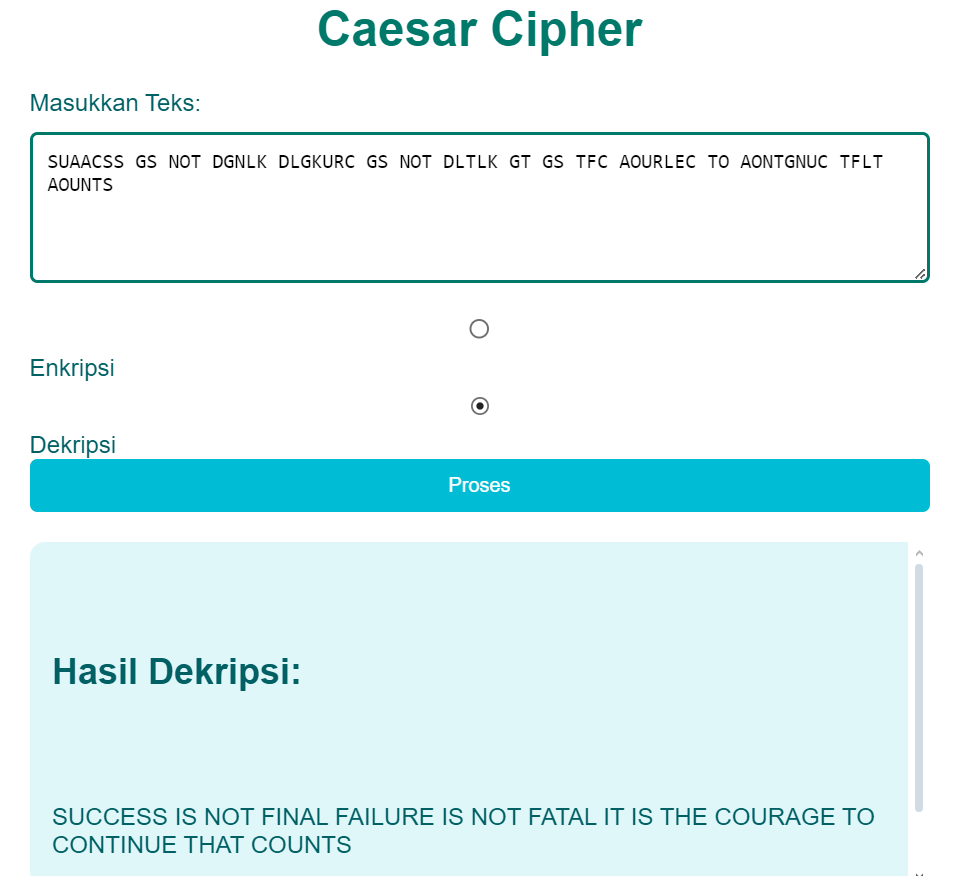 Caesar Cipher
Masukkan Teks:
SUAACSS GS NOT DGNLK DLGKURC GS NOT DLTLK GT GS TFC AOURLEC TO AONTGNUC TFLT
AOUNTS
Enkripsi
Dekripsi
Proses
Hasil Dekripsi:
SUCCESS IS NOT FINAL FAILURE IS NOT FATAL IT IS THE COURAGE TO
CONTINUE THAT COUNTS